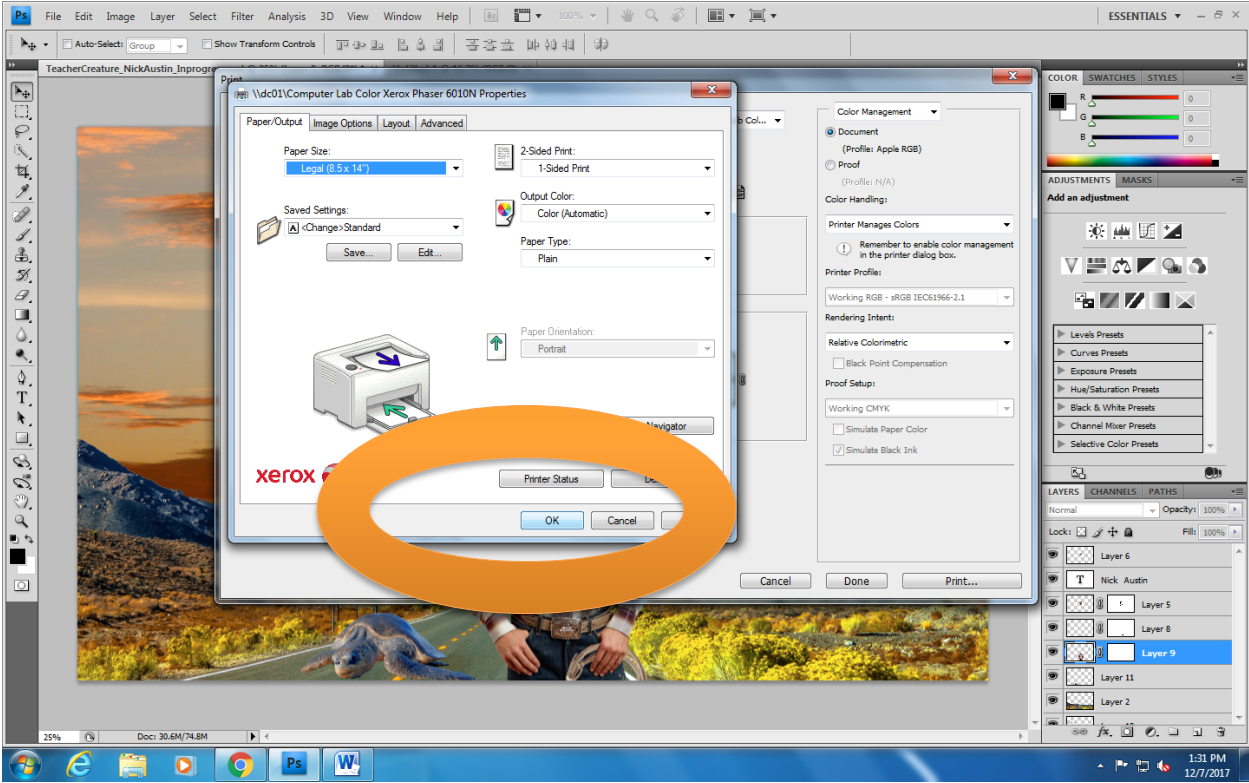 Ps File Edit Image Layer Select Filter Analysis 3D View Window Help Br 100% ESSENTIALS
Auto-Select: Group Show Transform Controls
TeacherCreature_NickAustin_Inprogre
Print
\\dc01\Computer Lab Color Xerox Phaser 6010N Properties
Paper/Output Image Options Layout Advanced
Paper Size:
Legal (8.5 x 14")
Saved Settings:
<Change>Standard
Save... Edit...
2-Sided Print:
1-Sided Print
Output Color:
Color (Automatic)
Paper Type:
Plain
Paper Orientation:
Portrait
Navigator
xerox
Printer Status
OK Cancel
b Col...
Color Management
Document
(Profile: Apple RGB)
Proof
(Profile: N/A)
Color Handling:
Printer Manages Colors
Remember to enable color management
in the printer dialog box.
Printer Profile:
Working RGB - sRGB IEC61966-2.1
Rendering Intent:
Relative Colorimetric
Black Point Compensation
Proof Setup:
Working CMYK
Simulate Paper Color
Simulate Black Ink
Cancel Done Print...
COLOR SWATCHES STYLES
R 0
G 0
B 0
ADJUSTMENTS MASKS
Add an adjustment
Levels Presets
Curves Presets
Exposure Presets
Hue/Saturation Presets
Black & White Presets
Channel Mixer Presets
Selective Color Presets
LAYERS CHANNELS PATHS
Normal Opacity: 100%
Lock: Fill: 100%
Layer 6
T Nick Austin
Layer 5
Layer 8
Layer 9
Layer 11
Layer 2
25% Doc: 30.6M/74.8M
Ps W
1:31 PM
12/7/2017